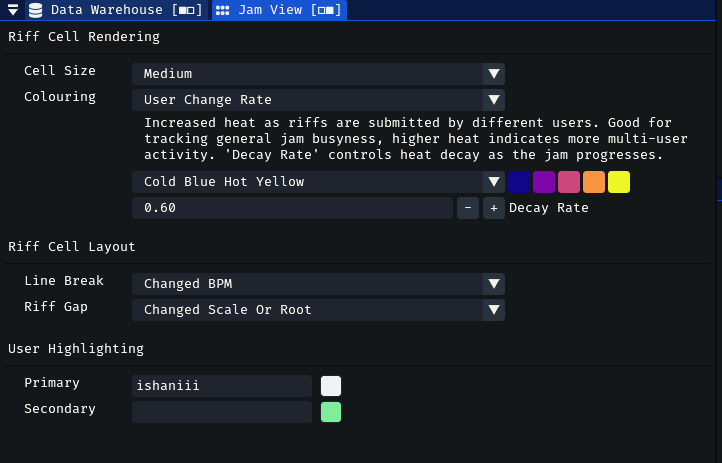 Data Warehouse [■□] Jam View [□■]
Riff Cell Rendering
Cell Size Medium
Colouring User Change Rate
Increased heat as riffs are submitted by different users. Good for
tracking general jam busyness, higher heat indicates more multi-user
activity. 'Decay Rate' controls heat decay as the jam progresses.
Cold Blue Hot Yellow
0.60 - + Decay Rate
Riff Cell Layout
Line Break Changed BPM
Riff Gap Changed Scale Or Root
User Highlighting
Primary ishaniii
Secondary